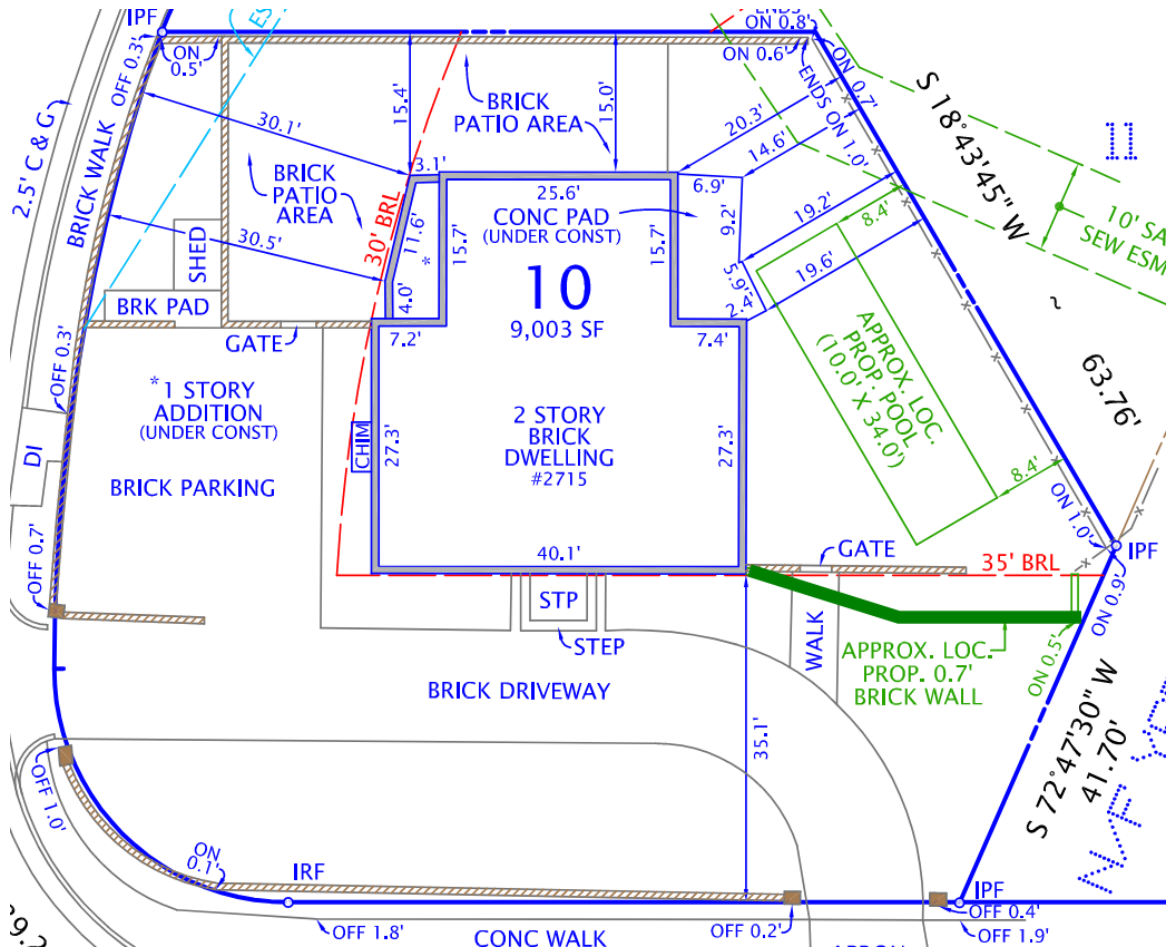 IPF
ES
ENDS
ON 0.8'
ON
0.5'
ON 0.6'
OFF 0.3'
ON 0.7'
ENDS ON 1.0'
2.5' C & G
BRICK WALK
30.1'
15.4'
BRICK
PATIO AREA
15.0'
20.3'
14.6'
S 18°43'45" W
11
3.1'
BRICK
PATIO
AREA
25.6'
6.9'
CONC PAD
(UNDER CONST)
30' BRL
11.6'
*
15.7'
15.7'
9.2'
19.2'
8.4'
10' SA
SEW ESM
30.5'
SHED
4.0'
10
9,003 SF
5.9'
2.4'
19.6'
BRK PAD
GATE
7.2'
7.4'
APPROX. LOC.
PROP. POOL
(10.0' X 34.0')
~
63.76'
OFF 0.3'
*1 STORY
ADDITION
(UNDER CONST)
CHIM
27.3'
2 STORY
BRICK
DWELLING
#2715
27.3'
DI
BRICK PARKING
8.4'
ON 1.0'
40.1'
GATE
35' BRL
IPF
OFF 0.7'
STP
STEP
WALK
APPROX. LOC.
PROP. 0.7'
BRICK WALL
ON 0.5'
ON 0.9'
BRICK DRIVEWAY
35.1'
S 72°47'30" W
41.70'
N/F
OFF 1.0'
ON
0.1'
IRF
IPF
OFF 0.4'
OFF 1.8'
CONC WALK
OFF 0.2'
OFF 1.9'
APRON